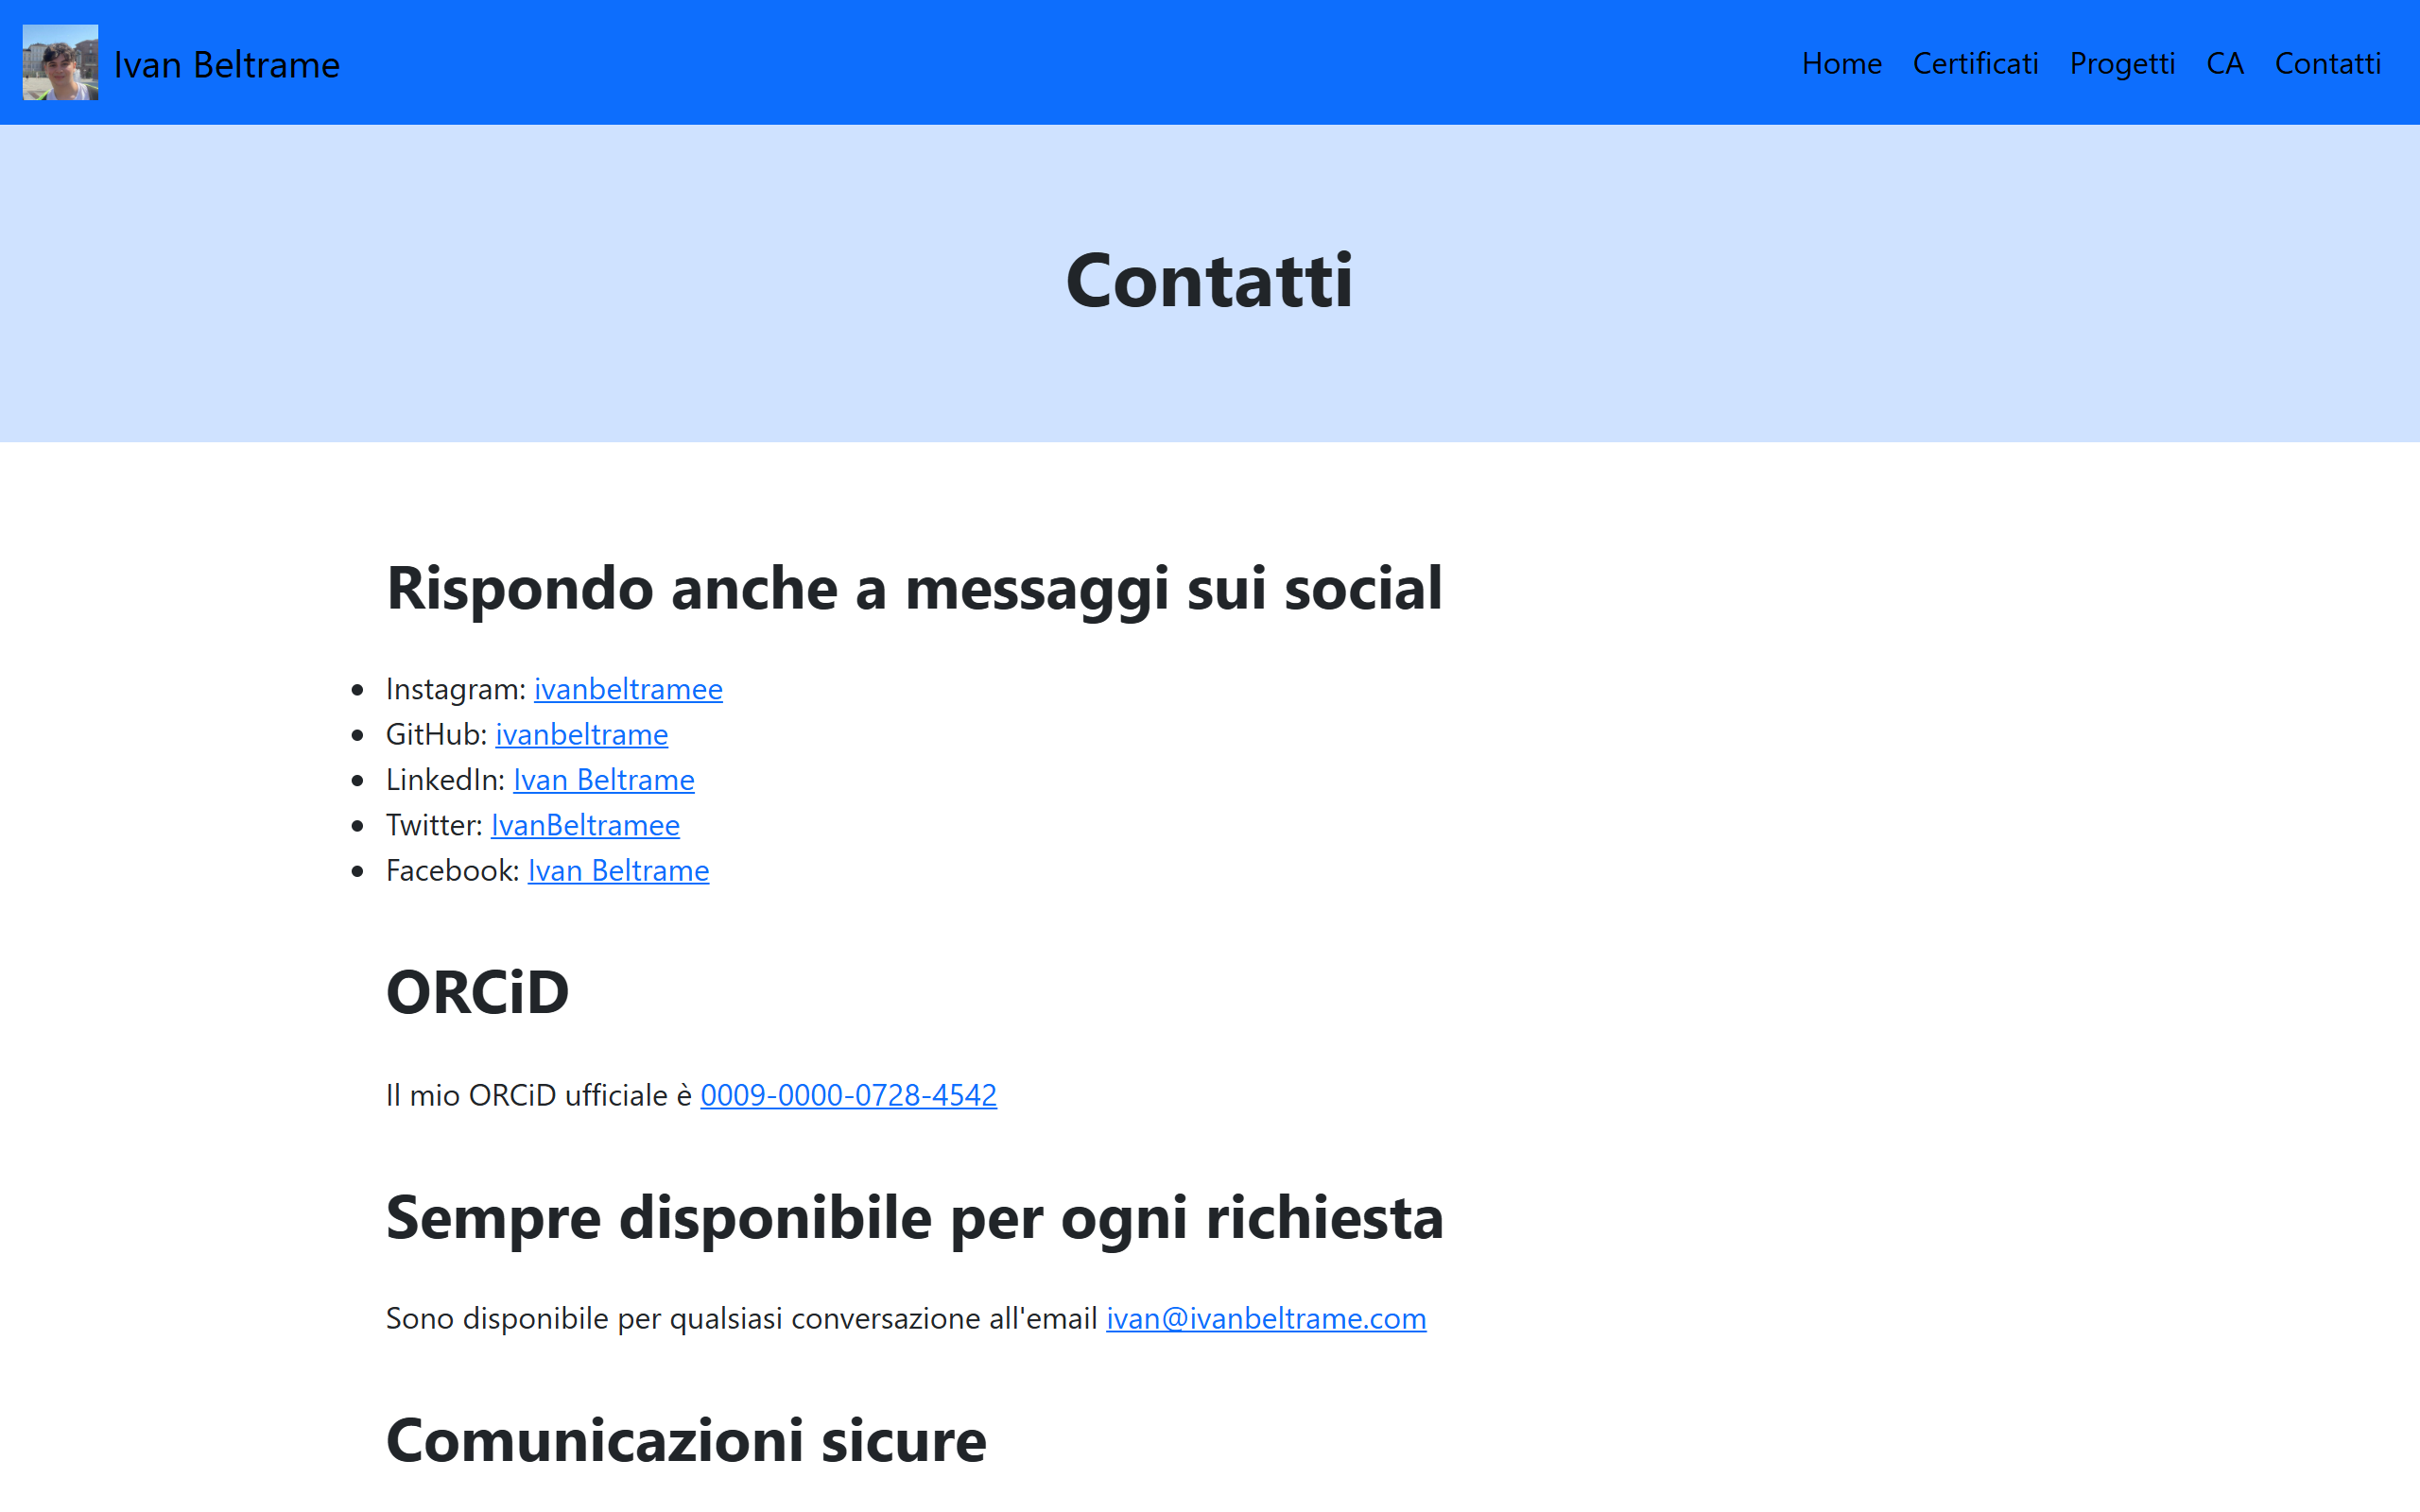 Ivan Beltrame
Home Certificati Progetti CA Contatti
Contatti
Rispondo anche a messaggi sui social
Instagram: ivanbeltramee
GitHub: ivanbeltrame
LinkedIn: Ivan Beltrame
Twitter: IvanBeltramee
Facebook: Ivan Beltrame
ORCiD
Il mio ORCiD ufficiale è 0009-0000-0728-4542
Sempre disponibile per ogni richiesta
Sono disponibile per qualsiasi conversazione all'email ivan@ivanbeltrame.com
Comunicazioni sicure